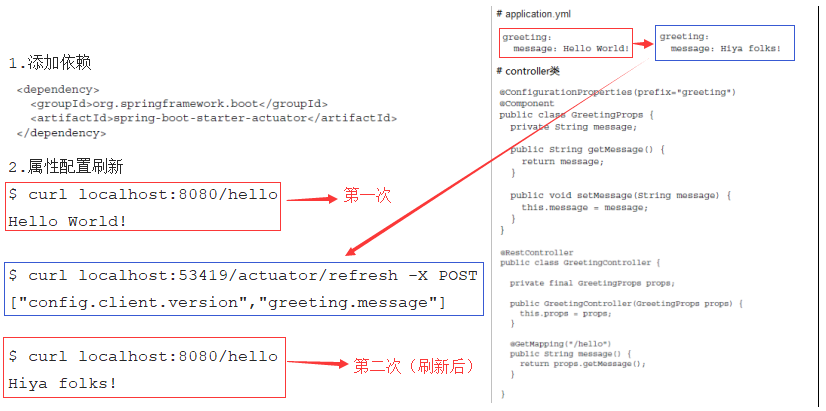 1.添加依赖
<dependency>
<groupId>org.springframework.boot</groupId>
<artifactId>spring-boot-starter-actuator</artifactId>
</dependency>
2.属性配置刷新
$ curl localhost:8080/hello
Hello World!
第一次
$ curl localhost:53419/actuator/refresh -X POST
["config.client.version","greeting.message"]
$ curl localhost:8080/hello
Hiya folks!
第二次（刷新后）
# application.yml
greeting:
message: Hello World!
greeting:
message: Hiya folks!
# controller类
@ConfigurationProperties(prefix="greeting")
@Component
public class GreetingProps {
private String message;
public String getMessage() {
return message;
}
public void setMessage(String message) {
this.message = message;
}
}
@RestController
public class GreetingController {
private final GreetingProps props;
public GreetingController(GreetingProps props) {
this.props = props;
}
@GetMapping("/hello")
public String message() {
return props.getMessage();
}
}